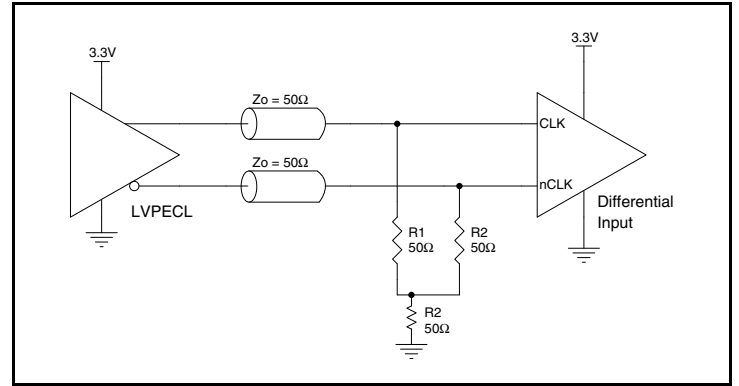 3.3V
3.3V
Zo = 50Ω
CLK
Zo = 50Ω
nCLK
LVPECL
Differential
Input
R1
50Ω
R2
50Ω
R2
50Ω